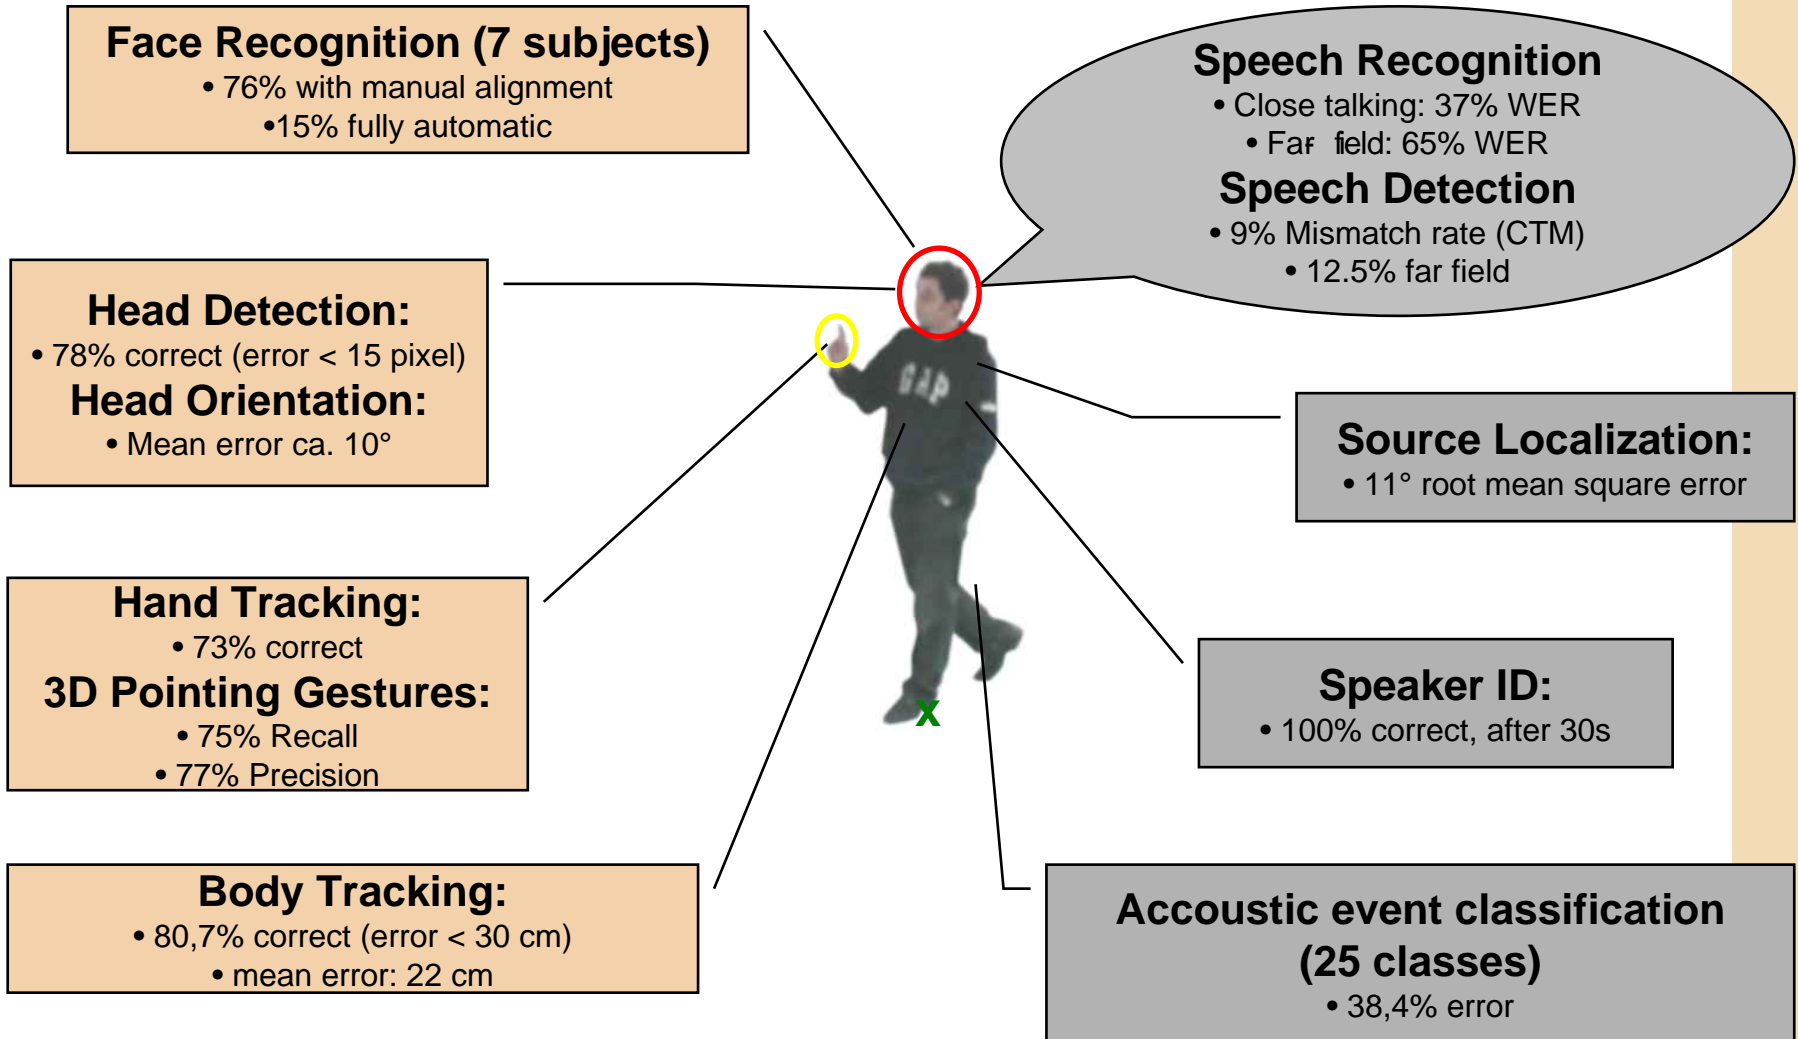 Face Recognition (7 subjects)
• 76% with manual alignment
•15% fully automatic
Speech Recognition
• Close talking: 37% WER
• Far field: 65% WER
Speech Detection
• 9% Mismatch rate (CTM)
• 12.5% far field
Head Detection:
• 78% correct (error < 15 pixel)
Head Orientation:
• Mean error ca. 10°
GAP
Source Localization:
• 11° root mean square error
Hand Tracking:
• 73% correct
3D Pointing Gestures:
• 75% Recall
• 77% Precision
Speaker ID:
• 100% correct, after 30s
x
Body Tracking:
• 80,7% correct (error < 30 cm)
• mean error: 22 cm
Accoustic event classification
(25 classes)
• 38,4% error